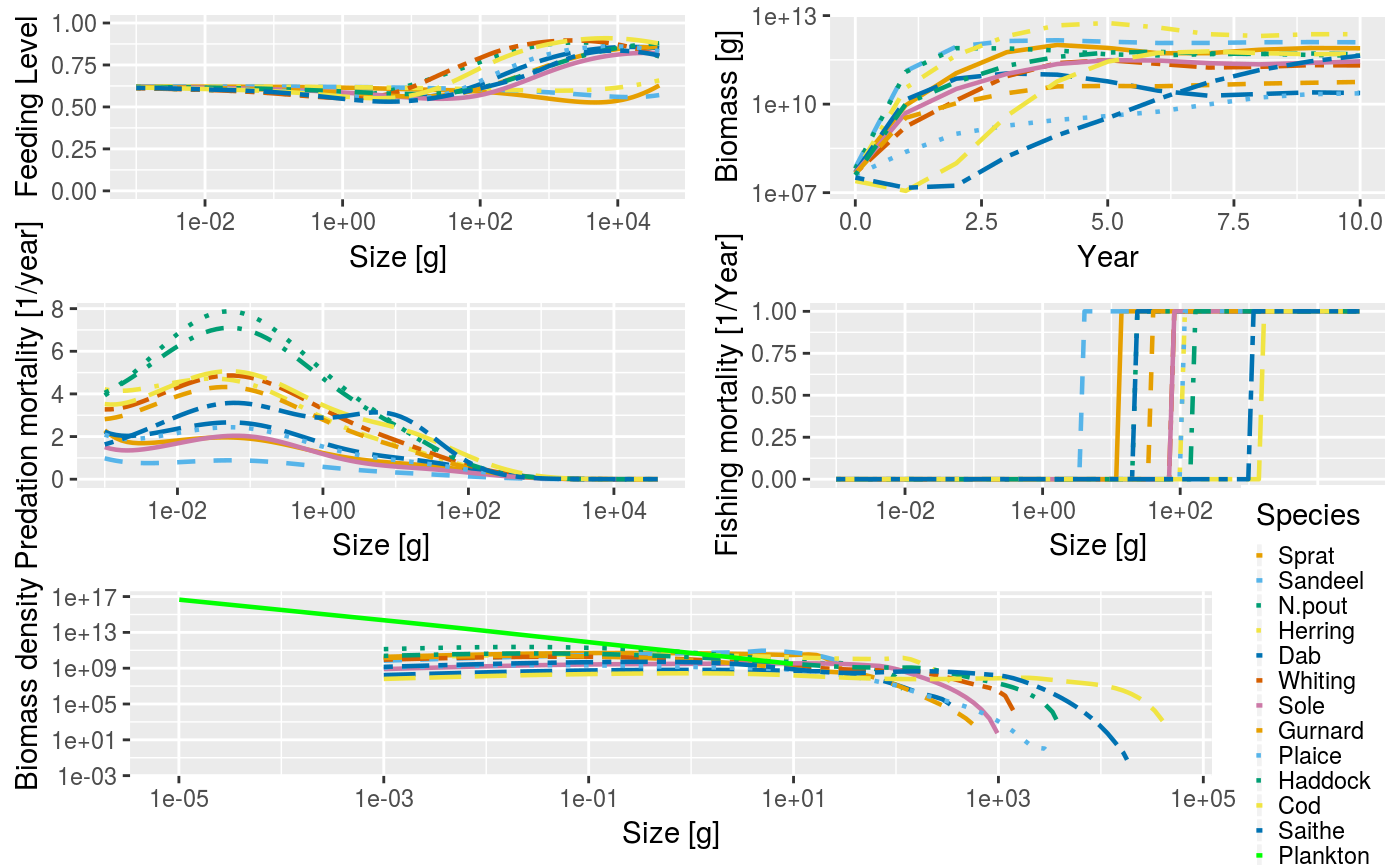 Feeding Level
1.00
0.75
0.50
0.25
0.00
1e-02
1e+00
1e+02
1e+04
Size [g]
Biomass [g]
1e+13
1e+10
1e+07
0.0
2.5
5.0
7.5
10.0
Year
Predation mortality [1/year]
8
6
4
2
0
1e-02
1e+00
1e+02
1e+04
Size [g]
Fishing mortality [1/Year]
1.00
0.75
0.50
0.25
0.00
1e-02
1e+00
1e+02
Size [g]
Biomass density
1e+17
1e+13
1e+09
1e+05
1e+01
1e-03
1e-05
1e-03
1e-01
1e+01
1e+03
1e+05
Size [g]
Species
Sprat
Sandeel
N.pout
Herring
Dab
Whiting
Sole
Gurnard
Plaice
Haddock
Cod
Saithe
Plankton